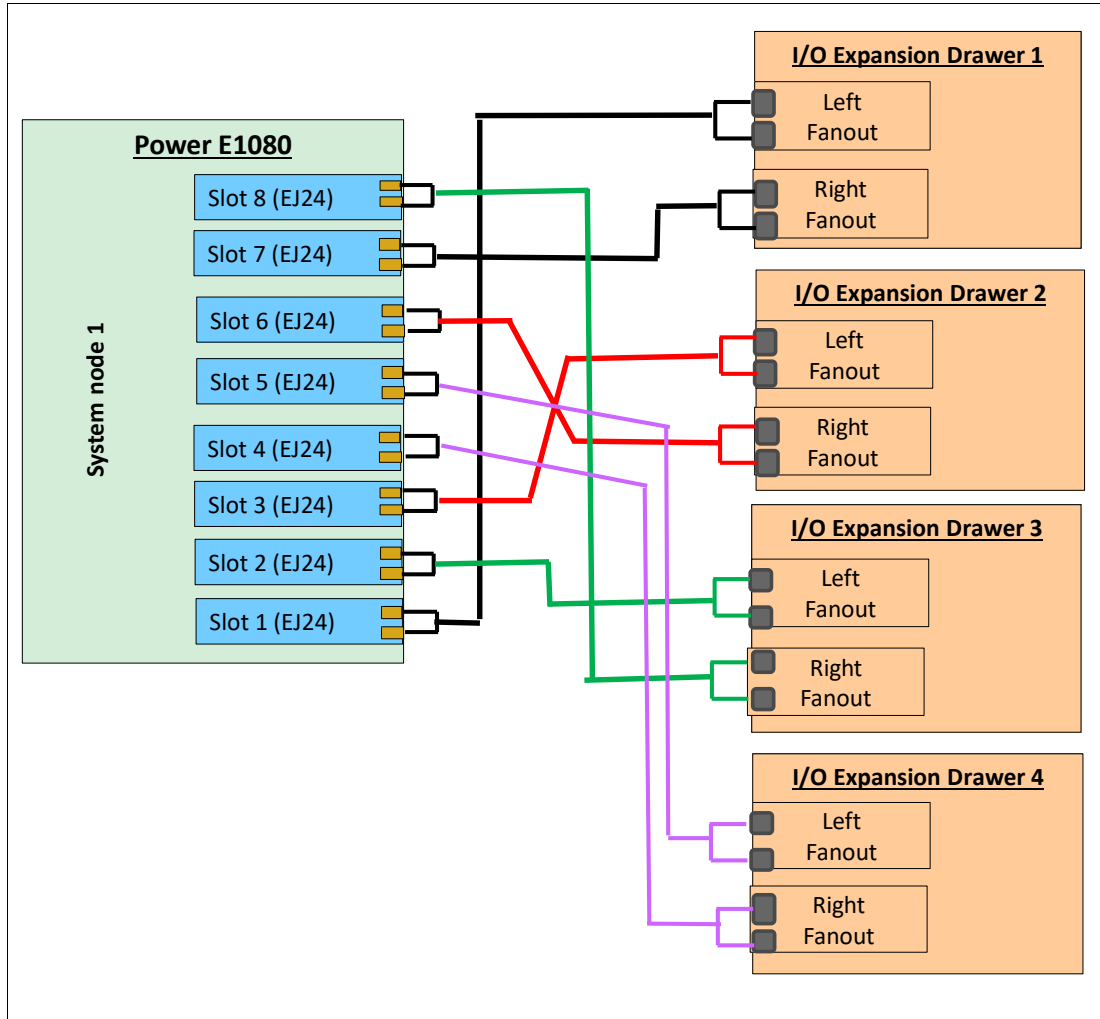 Power E1080
System node 1
Slot 8 (EJ24)
Slot 7 (EJ24)
Slot 6 (EJ24)
Slot 5 (EJ24)
Slot 4 (EJ24)
Slot 3 (EJ24)
Slot 2 (EJ24)
Slot 1 (EJ24)
I/O Expansion Drawer 1
Left
Fanout
Right
Fanout
I/O Expansion Drawer 2
Left
Fanout
Right
Fanout
I/O Expansion Drawer 3
Left
Fanout
Right
Fanout
I/O Expansion Drawer 4
Left
Fanout
Right
Fanout